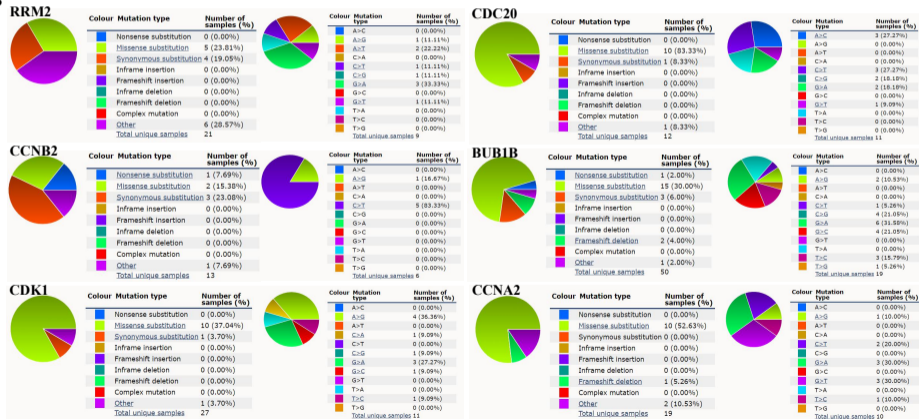 RRM2
Colour Mutation type Number of samples (%)
Nonsense substitution 0 (0.00%)
Missense substitution 5 (23.81%)
Synonymous substitution 4 (19.05%)
Inframe insertion 0 (0.00%)
Frameshift insertion 0 (0.00%)
Inframe deletion 0 (0.00%)
Frameshift deletion 0 (0.00%)
Complex mutation 0 (0.00%)
Other 6 (28.57%)
Total unique samples 21
Colour Mutation type Number of samples (%)
A>C 0 (0.00%)
A>G 1 (11.11%)
A>T 2 (22.22%)
C>A 0 (0.00%)
C>T 1 (11.11%)
C>G 1 (11.11%)
G>A 3 (33.33%)
G>C 0 (0.00%)
G>T 1 (11.11%)
T>A 0 (0.00%)
T>C 0 (0.00%)
T>G 0 (0.00%)
Total unique samples 9
CDC20
Colour Mutation type Number of samples (%)
Nonsense substitution 0 (0.00%)
Missense substitution 10 (83.33%)
Synonymous substitution 1 (8.33%)
Inframe insertion 0 (0.00%)
Frameshift insertion 0 (0.00%)
Inframe deletion 0 (0.00%)
Frameshift deletion 0 (0.00%)
Complex mutation 0 (0.00%)
Other 1 (8.33%)
Total unique samples 12
Colour Mutation type Number of samples (%)
A>C 3 (27.27%)
A>G 0 (0.00%)
A>T 0 (0.00%)
C>A 0 (0.00%)
C>T 3 (27.27%)
C>G 2 (18.18%)
G>A 2 (18.18%)
G>C 0 (0.00%)
G>T 1 (9.09%)
T>A 0 (0.00%)
T>C 0 (0.00%)
T>G 0 (0.00%)
Total unique samples 11
CCNB2
Colour Mutation type Number of samples (%)
Nonsense substitution 1 (7.69%)
Missense substitution 2 (15.38%)
Synonymous substitution 3 (23.08%)
Inframe insertion 0 (0.00%)
Frameshift insertion 0 (0.00%)
Inframe deletion 0 (0.00%)
Frameshift deletion 0 (0.00%)
Complex mutation 0 (0.00%)
Other 1 (7.69%)
Total unique samples 13
Colour Mutation type Number of samples (%)
A>C 0 (0.00%)
A>G 1 (16.67%)
A>T 0 (0.00%)
C>A 0 (0.00%)
C>T 5 (83.33%)
C>G 0 (0.00%)
G>A 0 (0.00%)
G>C 0 (0.00%)
G>T 0 (0.00%)
T>A 0 (0.00%)
T>C 0 (0.00%)
T>G 0 (0.00%)
Total unique samples 6
BUB1B
Colour Mutation type Number of samples (%)
Nonsense substitution 1 (2.00%)
Missense substitution 15 (30.00%)
Synonymous substitution 3 (6.00%)
Inframe insertion 0 (0.00%)
Frameshift insertion 0 (0.00%)
Inframe deletion 0 (0.00%)
Frameshift deletion 2 (4.00%)
Complex mutation 0 (0.00%)
Other 1 (2.00%)
Total unique samples 50
Colour Mutation type Number of samples (%)
A>C 0 (0.00%)
A>G 2 (10.53%)
A>T 0 (0.00%)
C>A 0 (0.00%)
C>T 1 (5.26%)
C>G 4 (21.05%)
G>A 6 (31.58%)
G>C 4 (21.05%)
G>T 0 (0.00%)
T>A 0 (0.00%)
T>C 3 (15.79%)
T>G 1 (5.26%)
Total unique samples 19
CDK1
Colour Mutation type Number of samples (%)
Nonsense substitution 0 (0.00%)
Missense substitution 10 (37.04%)
Synonymous substitution 1 (3.70%)
Inframe insertion 0 (0.00%)
Frameshift insertion 0 (0.00%)
Inframe deletion 0 (0.00%)
Frameshift deletion 0 (0.00%)
Complex mutation 0 (0.00%)
Other 1 (3.70%)
Total unique samples 27
Colour Mutation type Number of samples (%)
A>C 0 (0.00%)
A>G 4 (36.36%)
A>T 0 (0.00%)
C>A 1 (9.09%)
C>T 0 (0.00%)
C>G 1 (9.09%)
G>A 3 (27.27%)
G>C 1 (9.09%)
G>T 0 (0.00%)
T>A 0 (0.00%)
T>C 1 (9.09%)
T>G 0 (0.00%)
Total unique samples 11
CCNA2
Colour Mutation type Number of samples (%)
Nonsense substitution 0 (0.00%)
Missense substitution 10 (52.63%)
Synonymous substitution 0 (0.00%)
Inframe insertion 0 (0.00%)
Frameshift insertion 0 (0.00%)
Inframe deletion 0 (0.00%)
Frameshift deletion 1 (5.26%)
Complex mutation 0 (0.00%)
Other 2 (10.53%)
Total unique samples 19
Colour Mutation type Number of samples (%)
A>C 0 (0.00%)
A>G 1 (10.00%)
A>T 0 (0.00%)
C>A 0 (0.00%)
C>T 2 (20.00%)
C>G 0 (0.00%)
G>A 3 (30.00%)
G>C 0 (0.00%)
G>T 3 (30.00%)
T>A 0 (0.00%)
T>C 1 (10.00%)
T>G 0 (0.00%)
Total unique samples 10